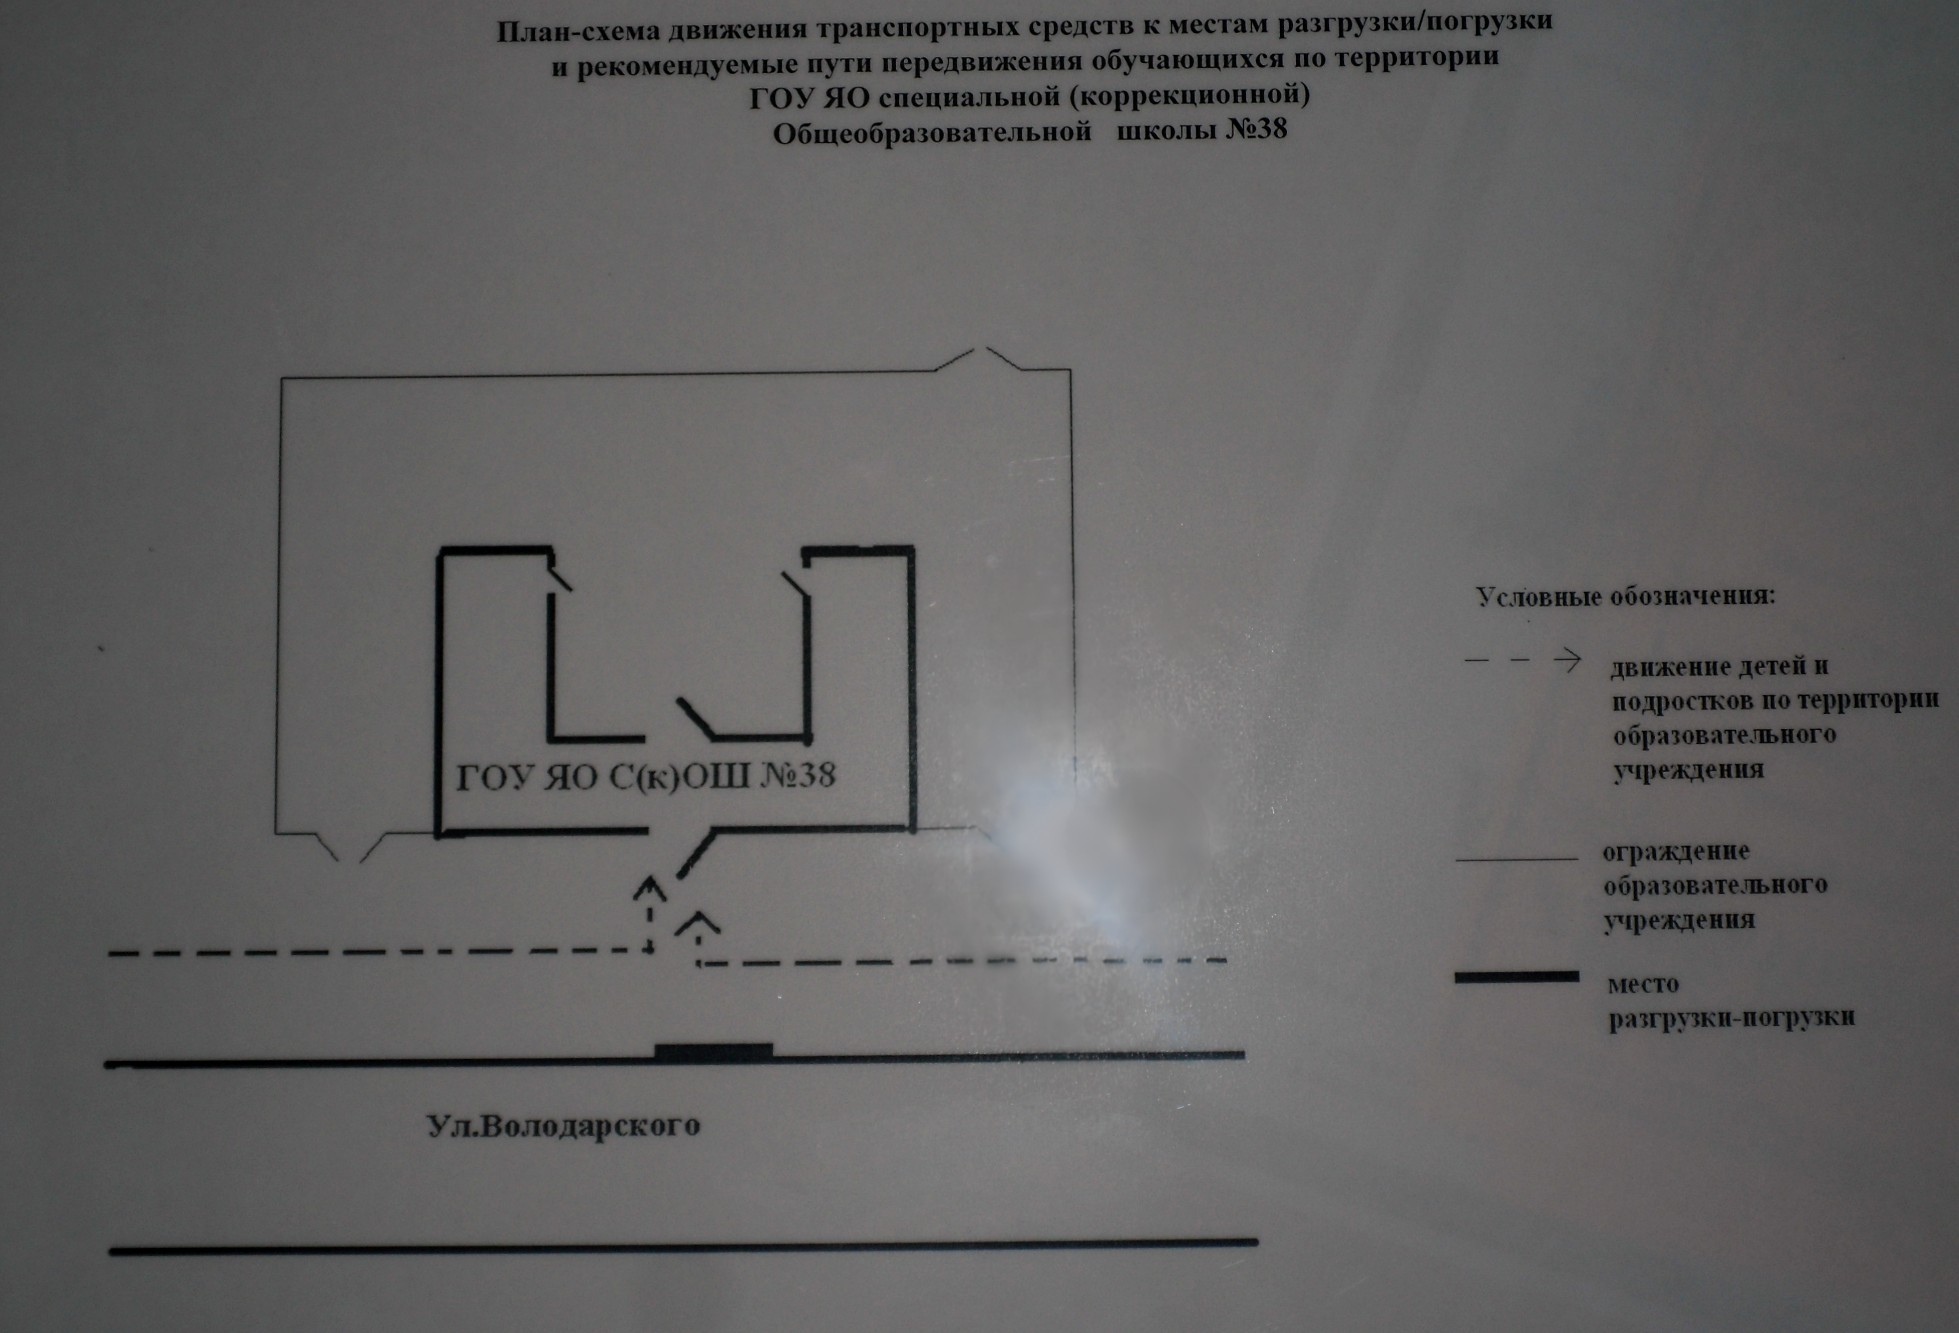 План-схема движения транспортных средств к местам разгрузки/погрузки
и рекомендуемые пути передвижения обучающихся по территории
ГОУ ЯО специальной (коррекционной)
Общеобразовательной школы №38
ГОУ ЯО С(к)ОШ №38
Ул.Володарского
Условные обозначения:
движение детей и
подростков по территории
образовательного
учреждения
ограждение
образовательного
учреждения
место
разгрузки-погрузки